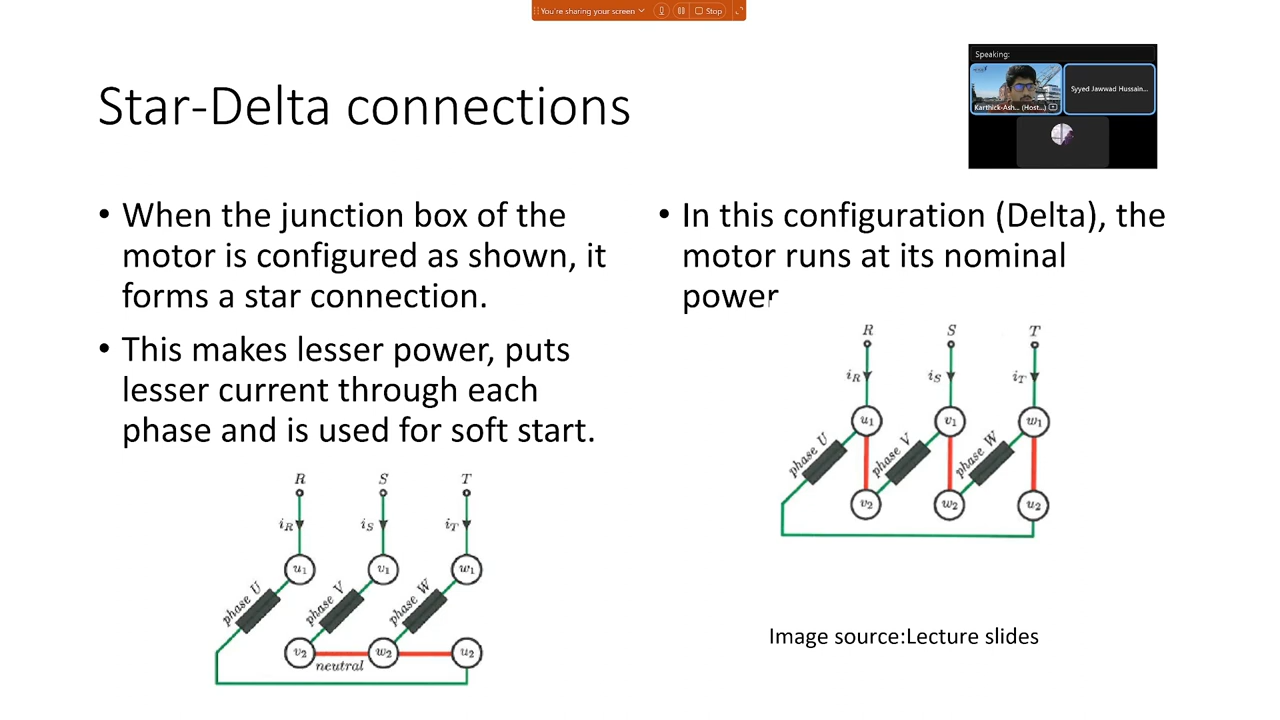 You're sharing your screen
Stop
Speaking:
Karthick-Ash... (Host...)
Syyed Jawwad Hussain...
Star-Delta connections
• When the junction box of the
motor is configured as shown, it
forms a star connection.
• This makes lesser power, puts
lesser current through each
phase and is used for soft start.
R S T
iR iS iT
u1 v1 w1
phase U phase V phase W
v2 w2 u2
neutral
• In this configuration (Delta), the
motor runs at its nominal
power
R S T
iR iS iT
u1 v1 w1
phase U phase V phase W
v2 w2 u2
Image source:Lecture slides